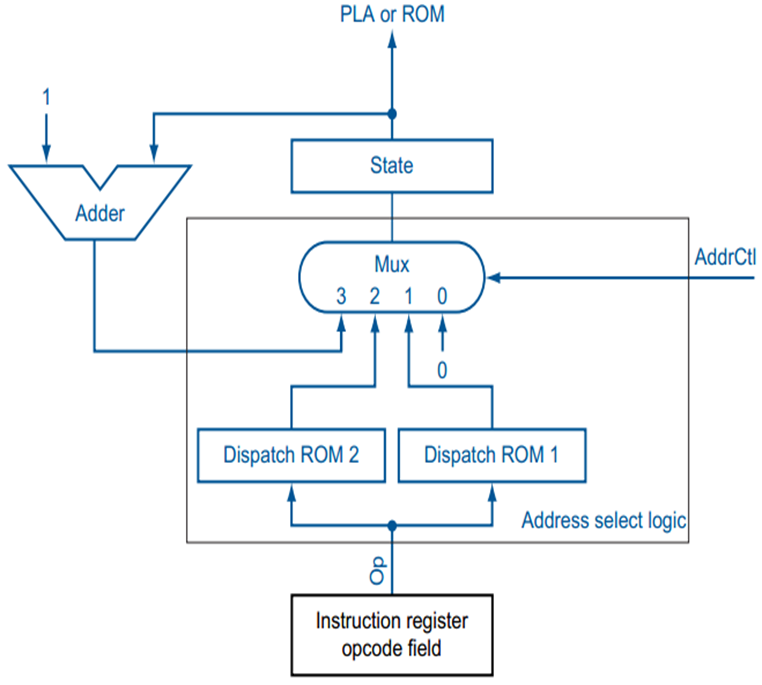 PLA or ROM
1
State
Adder
AddrCtl
Mux
3 2 1 0
0
Dispatch ROM 2
Dispatch ROM 1
Address select logic
Op
Instruction register
opcode field